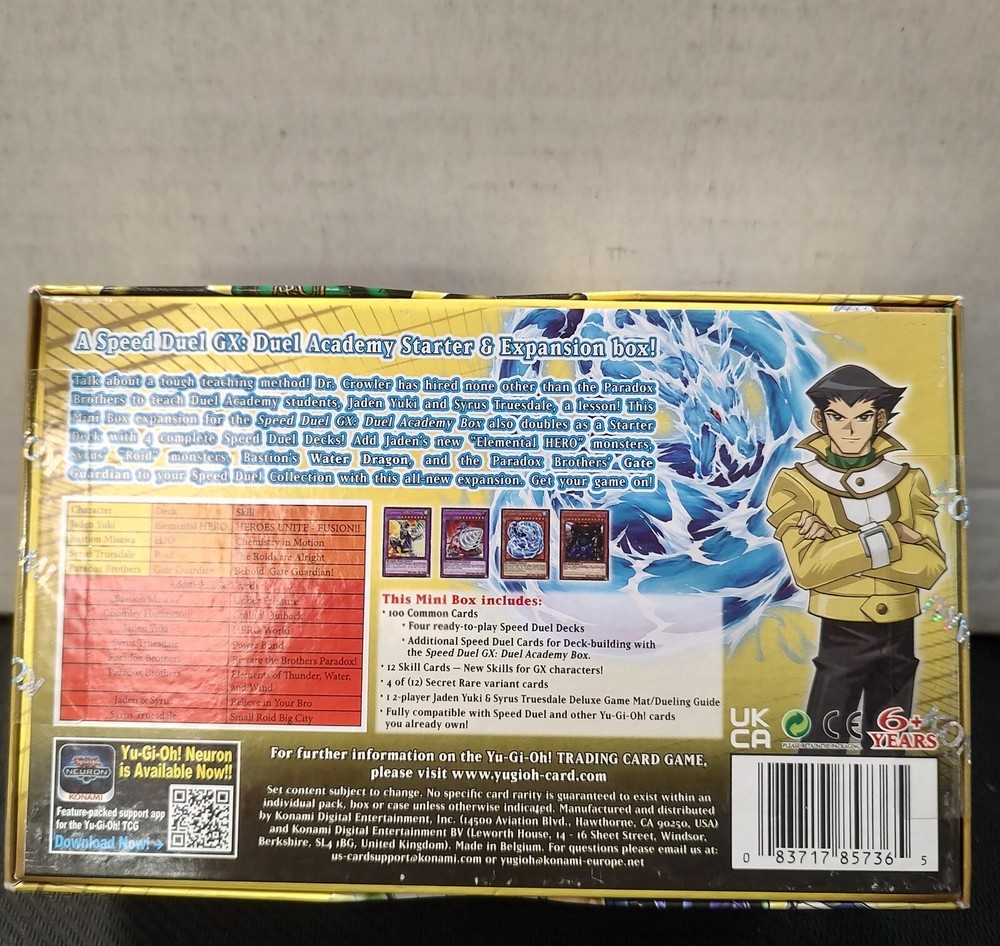 A Speed Duel GX: Duel Academy Starter & Expansion box!
Talk about a tough teaching method! Dr. Crowler has hired none other than the Paradox
Brothers to teach Duel Academy students, Jaden Yuki and Syrus Truesdale, a lesson! This
Mini Box expansion for the Speed Duel GX: Duel Academy Box also doubles as a Starter
Deck with 4 complete Speed Duel Decks! Add Jaden's new "Elemental HERO" monsters,
Syrus' "Roid" monsters, Bastion's Water Dragon, and the Paradox Brothers' Gate
Guardian to your Speed Duel Collection with this all-new expansion. Get your game on!
Character Deck Skill
Jaden Yuki Elemental HERO HEROES UNITE - FUSION!!
Bastion Misawa H2O Chemistry in Motion
Syrus Truesdale Roid The Roids are Alright
Paradox Brothers Gate Guardian Behold, Gate Guardian!
World
Power Bond
Paradox Brothers Beware the Brothers Paradox!
Paradox Brothers Elements of Thunder, Water,
and Wind
Jaden & Syrus Believe in Your Bro
Syrus Truesdale Small Roid Big City
This Mini Box includes:
• 100 Common Cards
• Four ready-to-play Speed Duel Decks
• Additional Speed Duel Cards for Deck-building with
the Speed Duel GX: Duel Academy Box.
• 12 Skill Cards — New Skills for GX characters!
• 4 of (12) Secret Rare variant cards
• 1 2-player Jaden Yuki & Syrus Truesdale Deluxe Game Mat/Dueling Guide
• Fully compatible with Speed Duel and other Yu-Gi-Oh! cards
you already own!
UK
CA
CE
PLEASE RETAIN THE PACKAGING
6+
YEARS
NEURON
KONAMI
Yu-Gi-Oh! Neuron
is Available Now!!
Feature-packed support app
for the Yu-Gi-Oh! TCG
Download Now!
For further information on the Yu-Gi-Oh! TRADING CARD GAME,
please visit www.yugioh-card.com
Set content subject to change. No specific card rarity is guaranteed to exist within an
individual pack, box or case unless otherwise indicated. Manufactured and distributed
by Konami Digital Entertainment, Inc. (14500 Aviation Blvd., Hawthorne, CA 90250, USA)
and Konami Digital Entertainment BV (Leworth House, 14 - 16 Sheet Street, Windsor,
Berkshire, SL4 1BG, United Kingdom). Made in Belgium. For questions please email us at:
us-cardsupport@konami.com or yugioh@konami-europe.net
0 83717 85736 5